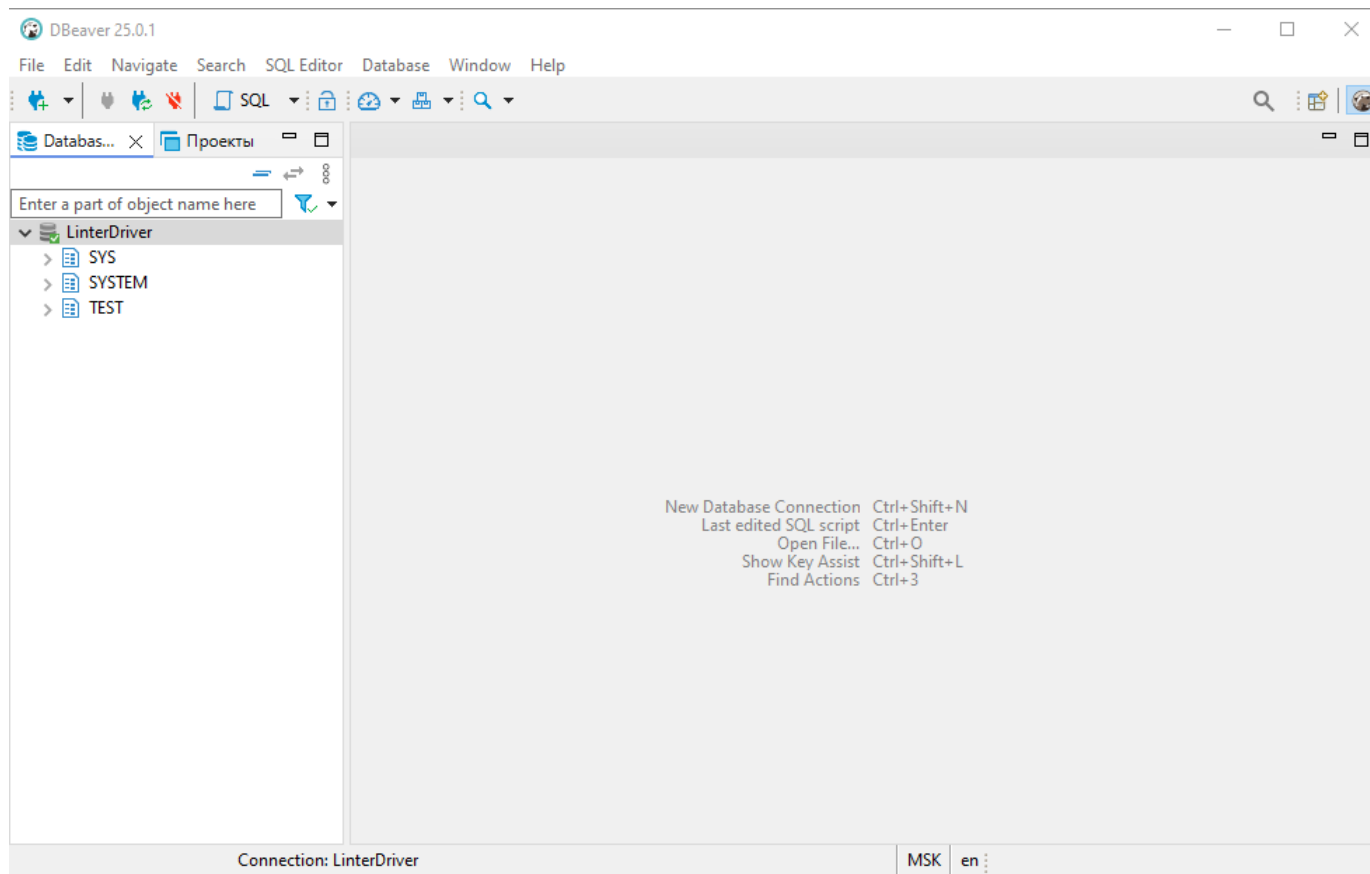 DBeaver 25.0.1
File Edit Navigate Search SQL Editor Database Window Help
SQL
Databas... Проекты
Enter a part of object name here
LinterDriver
SYS
SYSTEM
TEST
New Database Connection Ctrl+Shift+N
Last edited SQL script Ctrl+Enter
Open File... Ctrl+O
Show Key Assist Ctrl+Shift+L
Find Actions Ctrl+3
Connection: LinterDriver MSK en